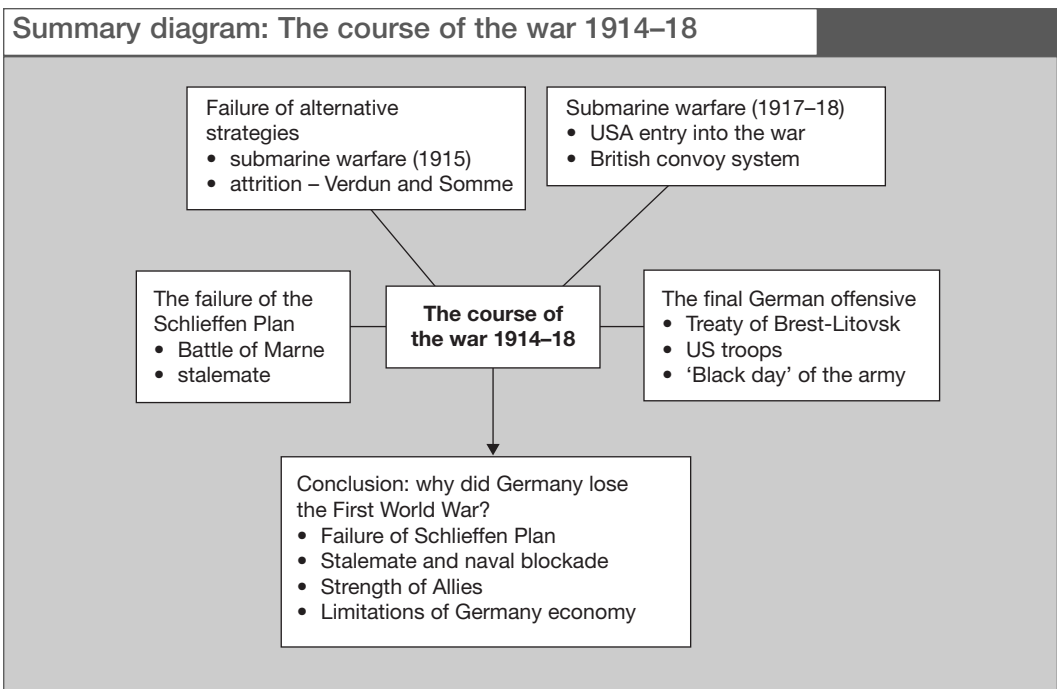 Summary diagram: The course of the war 1914–18
Failure of alternative
strategies
• submarine warfare (1915)
• attrition – Verdun and Somme
Submarine warfare (1917–18)
• USA entry into the war
• British convoy system
The failure of the
Schlieffen Plan
• Battle of Marne
• stalemate
The course of
the war 1914–18
The final German offensive
• Treaty of Brest-Litovsk
• US troops
• ‘Black day’ of the army
Conclusion: why did Germany lose
the First World War?
• Failure of Schlieffen Plan
• Stalemate and naval blockade
• Strength of Allies
• Limitations of Germany economy